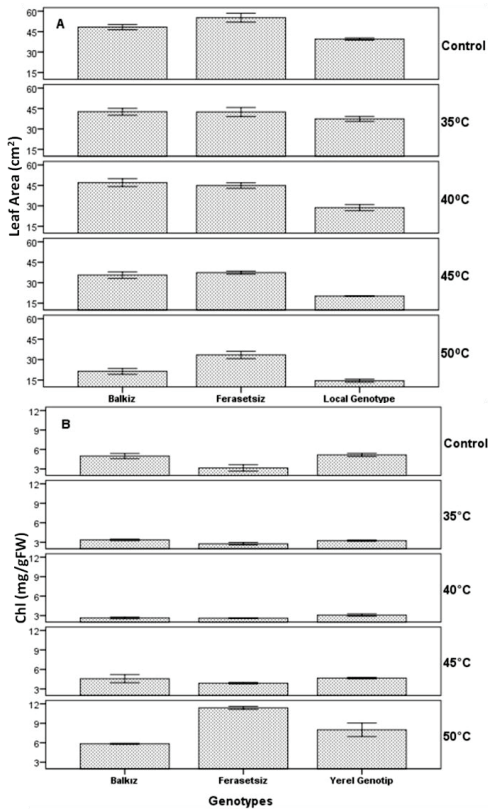 A
Leaf Area (cm²)
60
45
30
15
Control
60
45
30
15
35ºC
60
45
30
15
40ºC
60
45
30
15
45ºC
60
45
30
15
50ºC
Balkiz Ferasetsiz Local Genotype
B
Chl (mg/gFW)
12
9
6
3
Control
12
9
6
3
35°C
12
9
6
3
40°C
12
9
6
3
45°C
12
9
6
3
50°C
Balkız Ferasetsiz Yerel Genotip
Genotypes